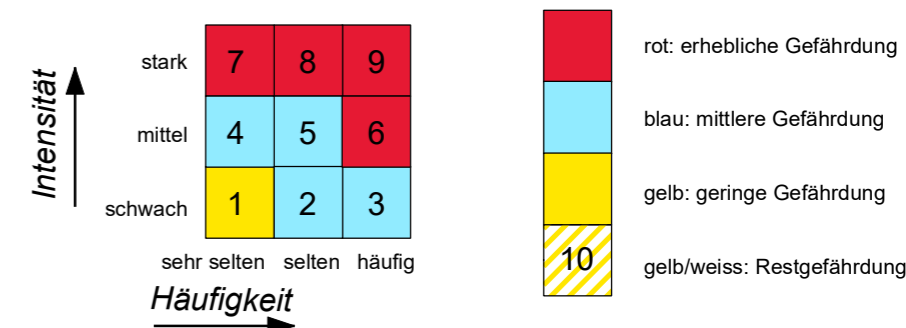 Intensität
stark 7 8 9
mittel 4 5 6
schwach 1 2 3
sehr selten selten häufig
Häufigkeit
rot: erhebliche Gefährdung
blau: mittlere Gefährdung
gelb: geringe Gefährdung
10 gelb/weiss: Restgefährdung